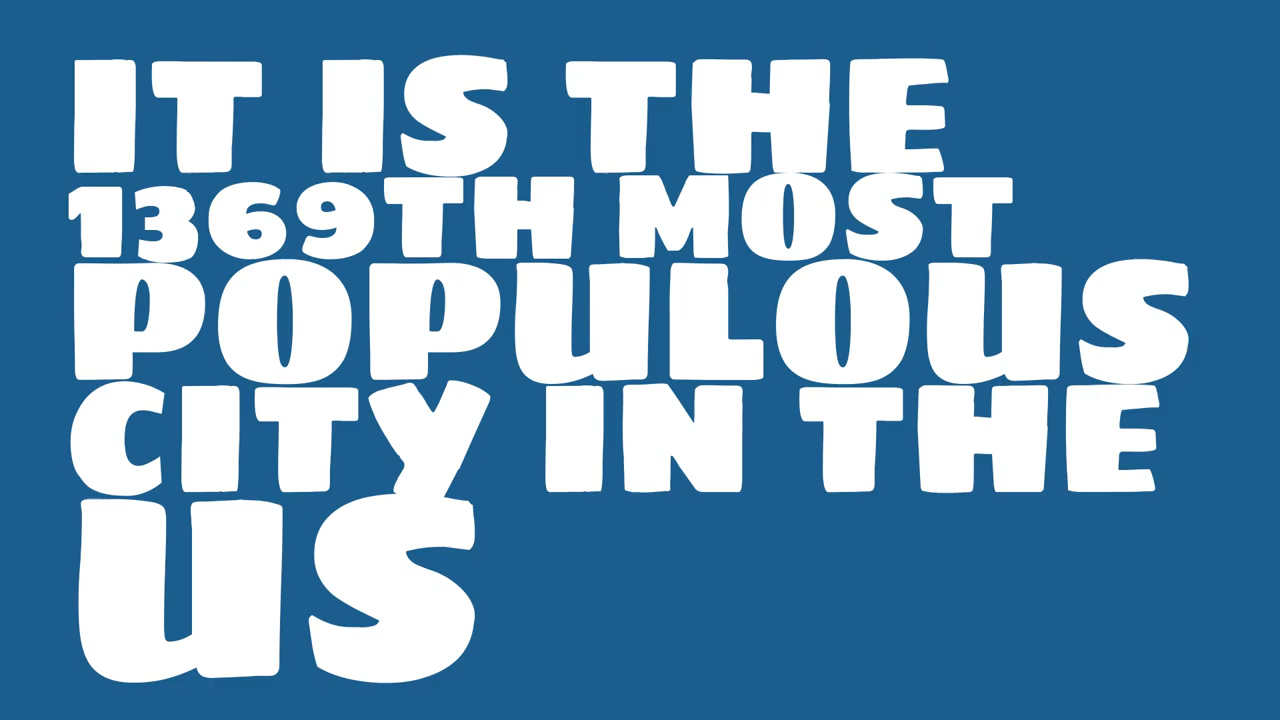 IT IS THE
1369TH MOST
POPULOUS
CITY IN THE
US